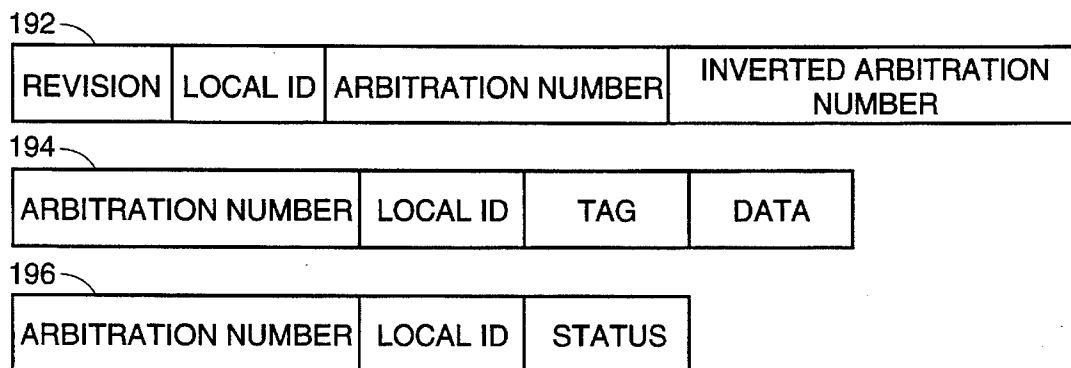 192
REVISION LOCAL ID ARBITRATION NUMBER INVERTED ARBITRATION NUMBER
194
ARBITRATION NUMBER LOCAL ID TAG DATA
196
ARBITRATION NUMBER LOCAL ID STATUS